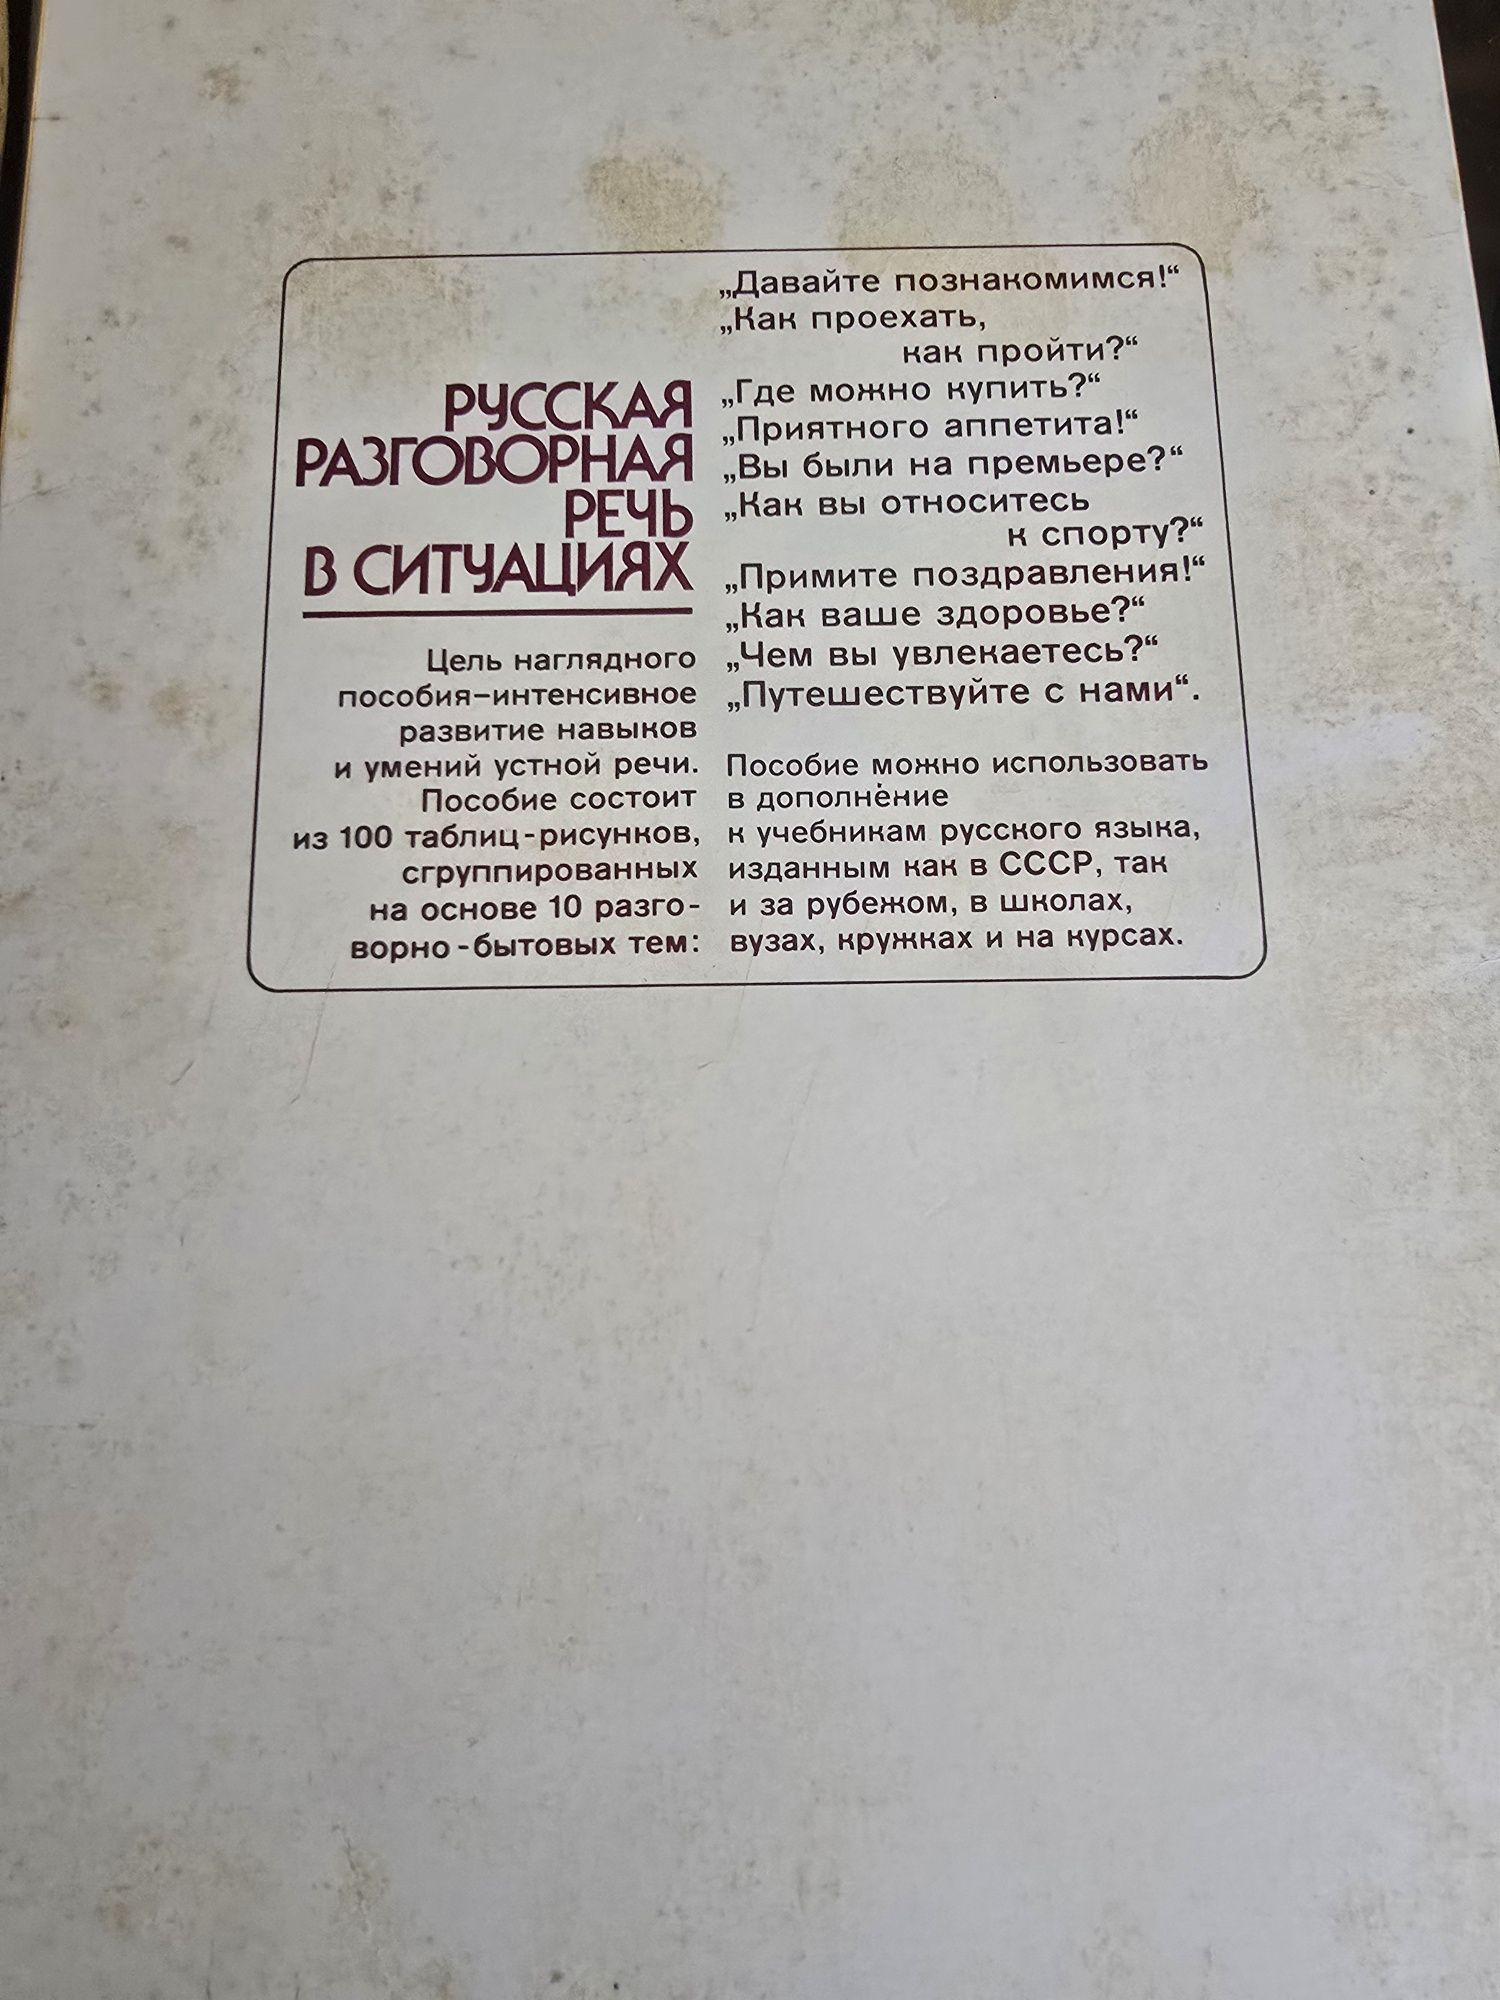 РУССКАЯ
РАЗГОВОРНАЯ
РЕЧЬ
В СИТУАЦИЯХ
Цель наглядного
пособия–интенсивное
развитие навыков
и умений устной речи.
Пособие состоит
из 100 таблиц-рисунков,
сгруппированных
на основе 10 разго-
ворно-бытовых тем:
„Давайте познакомимся!“
„Как проехать,
как пройти?“
„Где можно купить?“
„Приятного аппетита!“
„Вы были на премьере?“
„Как вы относитесь
к спорту?“
„Примите поздравления!“
„Как ваше здоровье?“
„Чем вы увлекаетесь?“
„Путешествуйте с нами“.
Пособие можно использовать
в дополнение
к учебникам русского языка,
изданным как в СССР, так
и за рубежом, в школах,
вузах, кружках и на курсах.